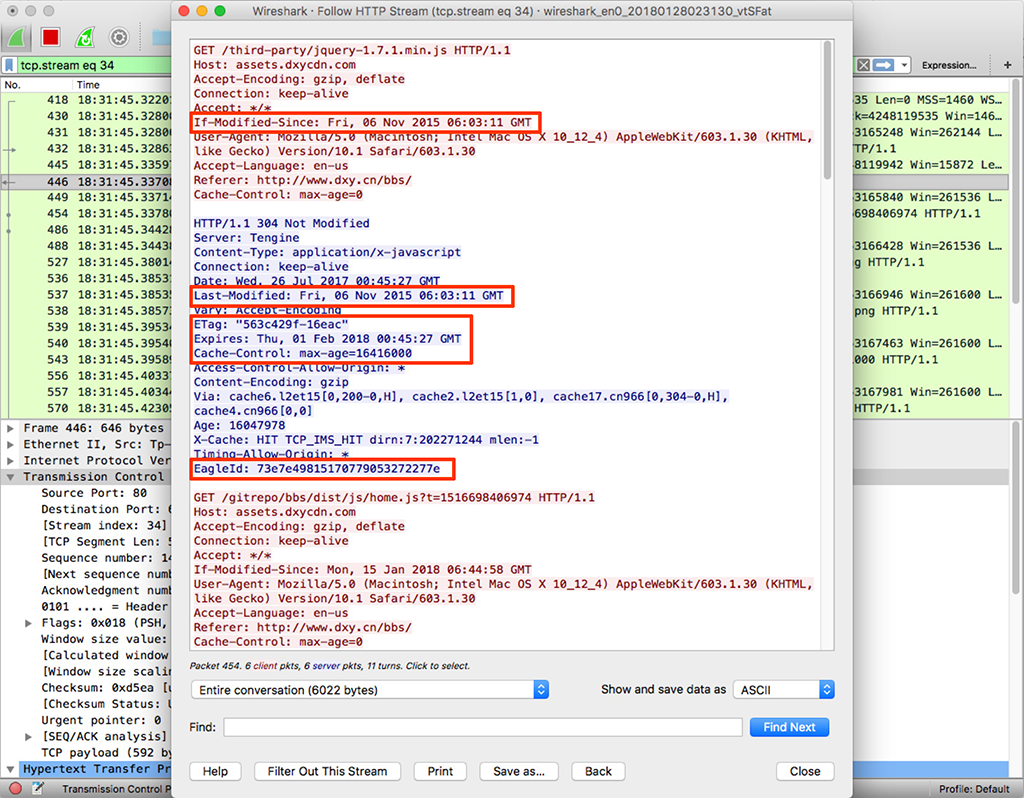 Wireshark · Follow HTTP Stream (tcp.stream eq 34) · wireshark_en0_20180128023130_vtSFat
tcp.stream eq 34
Expression...
+
No.
Time
418 18:31:45.3220
430 18:31:45.3280
431 18:31:45.3280
432 18:31:45.3286
445 18:31:45.3359
446 18:31:45.3370
449 18:31:45.3371
454 18:31:45.3378
486 18:31:45.3442
488 18:31:45.3443
527 18:31:45.3801
536 18:31:45.3853
537 18:31:45.3853
538 18:31:45.3857
539 18:31:45.3953
540 18:31:45.3954
543 18:31:45.3958
556 18:31:45.4033
557 18:31:45.4034
570 18:31:45.4230
35 Len=0 MSS=1460 WS…
k=4248119535 Win=146…
3165248 Win=262144 L…
TP/1.1
8119942 Win=15872 Le…
3165840 Win=261536 L…
698406974 HTTP/1.1
3166428 Win=261536 L…
g HTTP/1.1
3166946 Win=261600 L…
png HTTP/1.1
3167463 Win=261600 L…
000 HTTP/1.1
3167981 Win=261600 L…
HTTP/1.1
Frame 446: 646 bytes
Ethernet II, Src: Tp-
Internet Protocol Ver
Transmission Control
Source Port: 80
Destination Port:
[Stream index: 34]
[TCP Segment Len:
Sequence number:
[Next sequence
Acknowledgment
0101 .... = Header
Flags: 0x018 (PSH,
Window size value:
[Calculated window
[Window size
Checksum: 0xd5ea
[Checksum Status:
Urgent pointer: 0
[SEQ/ACK analysis]
TCP payload (592
Hypertext Transfer
GET /third-party/jquery-1.7.1.min.js HTTP/1.1
Host: assets.dxycdn.com
Accept-Encoding: gzip, deflate
Connection: keep-alive
Accept: */*
If-Modified-Since: Fri, 06 Nov 2015 06:03:11 GMT
User-Agent: Mozilla/5.0 (Macintosh; Intel Mac OS X 10_12_4) AppleWebKit/603.1.30 (KHTML,
like Gecko) Version/10.1 Safari/603.1.30
Accept-Language: en-us
Referer: http://www.dxy.cn/bbs/
Cache-Control: max-age=0
HTTP/1.1 304 Not Modified
Server: Tengine
Content-Type: application/x-javascript
Connection: keep-alive
Date: Wed, 26 Jul 2017 00:45:27 GMT
Last-Modified: Fri, 06 Nov 2015 06:03:11 GMT
Vary: Accept-Encoding
ETag: "563c429f-16eac"
Expires: Thu, 01 Feb 2018 00:45:27 GMT
Cache-Control: max-age=16416000
Access-Control-Allow-Origin: *
Content-Encoding: gzip
Via: cache6.l2et15[0,200-0,H], cache2.l2et15[1,0], cache17.cn966[0,304-0,H],
cache4.cn966[0,0]
Age: 16047978
X-Cache: HIT TCP_IMS_HIT dirn:7:202271244 mlen:-1
Timing-Allow-Origin: *
EagleId: 73e7e49815170779053272277e
GET /gitrepo/bbs/dist/js/home.js?t=1516698406974 HTTP/1.1
Host: assets.dxycdn.com
Accept-Encoding: gzip, deflate
Connection: keep-alive
Accept: */*
If-Modified-Since: Mon, 15 Jan 2018 06:44:58 GMT
User-Agent: Mozilla/5.0 (Macintosh; Intel Mac OS X 10_12_4) AppleWebKit/603.1.30 (KHTML,
like Gecko) Version/10.1 Safari/603.1.30
Accept-Language: en-us
Referer: http://www.dxy.cn/bbs/
Cache-Control: max-age=0
Packet 454. 6 client pkts, 6 server pkts, 11 turns. Click to select.
Entire conversation (6022 bytes)
Show and save data as
ASCII
Find:
Find Next
Help
Filter Out This Stream
Print
Save as...
Back
Close
Transmission Control
Profile: Default